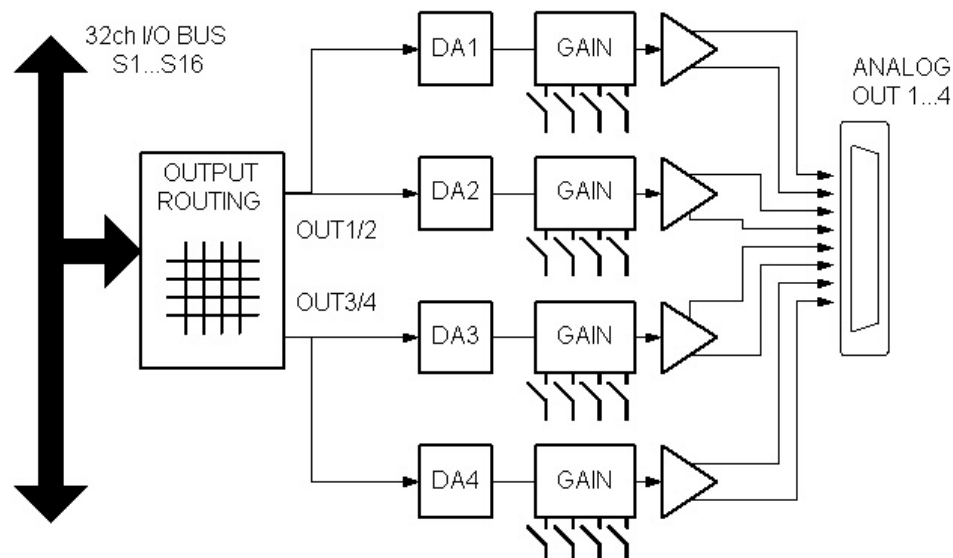 32ch I/O BUS
S1...S16
DA1
GAIN
ANALOG
OUT 1...4
OUTPUT
ROUTING
DA2
GAIN
OUT1/2
OUT3/4
DA3
GAIN
DA4
GAIN